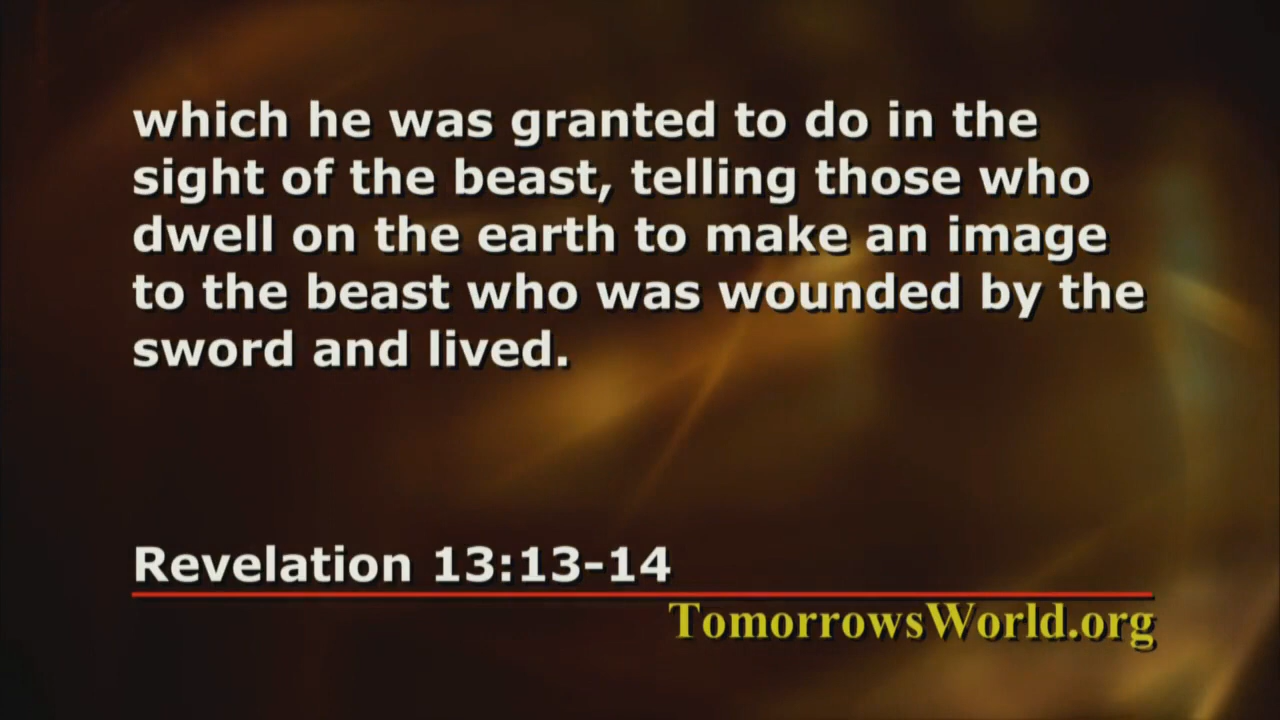 which he was granted to do in the
sight of the beast, telling those who
dwell on the earth to make an image
to the beast who was wounded by the
sword and lived.
Revelation 13:13-14
TomorrowsWorld.org